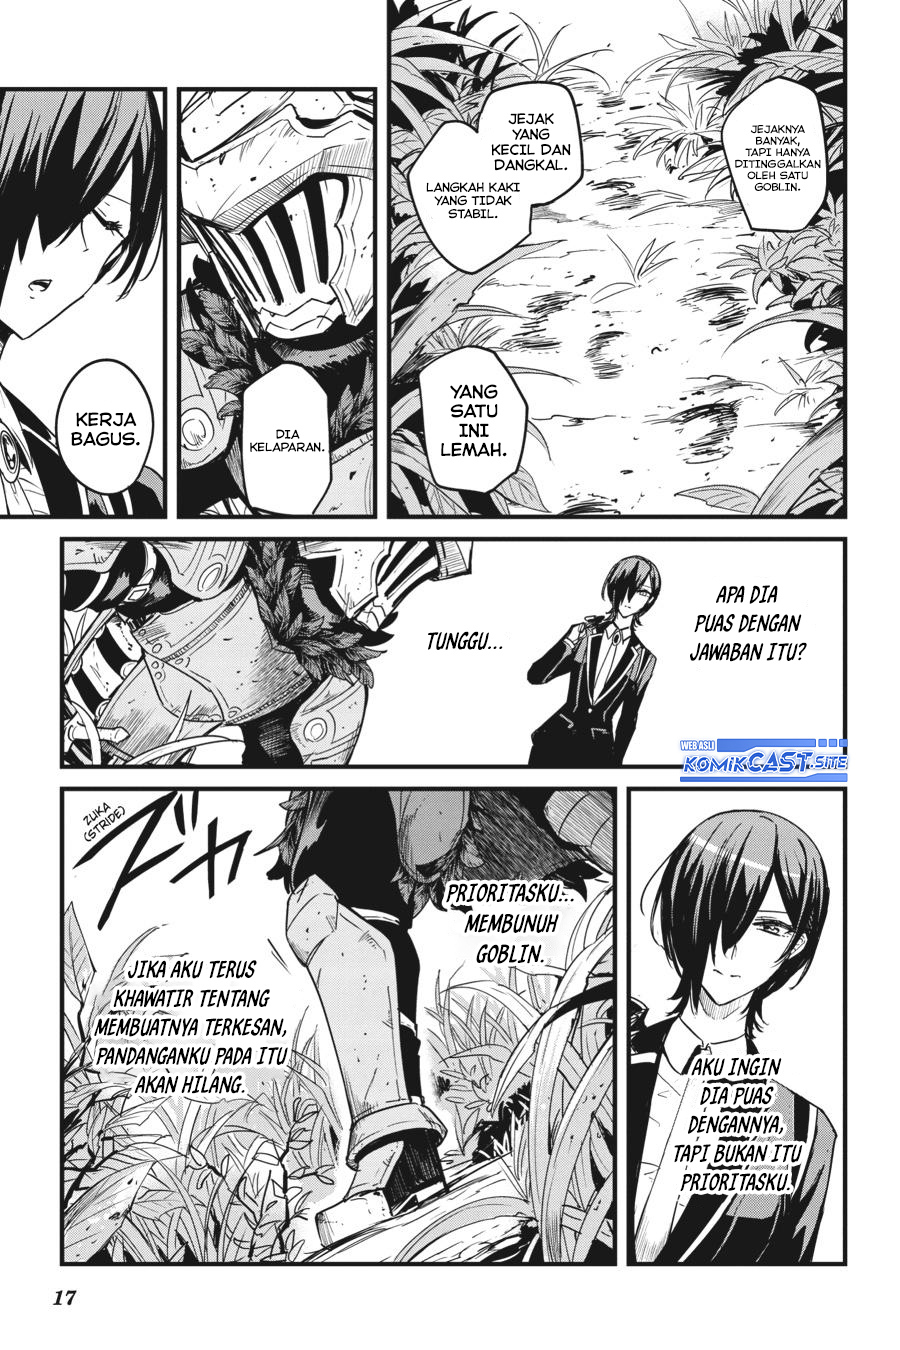 JEJAKNYA
BANYAK,
TAPI HANYA
DITINGGALKAN
OLEH SATU
GOBLIN.
JEJAK
YANG
KECIL DAN
DANGKAL.
LANGKAH KAKI
YANG TIDAK
STABIL.
YANG
SATU
INI
LEMAH.
DIA
KELAPARAN.
KERJA
BAGUS.
APA DIA
PUAS DENGAN
JAWABAN ITU?
TUNGGU...
WEB ASLI
KOMIKCAST.SITE
AKU INGIN
DIA PUAS
DENGANNYA,
TAPI BUKAN ITU
PRIORITASKU.
PRIORITASKU...
MEMBUNUH
GOBLIN.
ズカ
ZUKA
(STRIDE)
JIKA AKU TERUS
KHAWATIR TENTANG
MEMBUATNYA TERKESAN,
PANDANGANKU PADA ITU
AKAN HILANG.
17